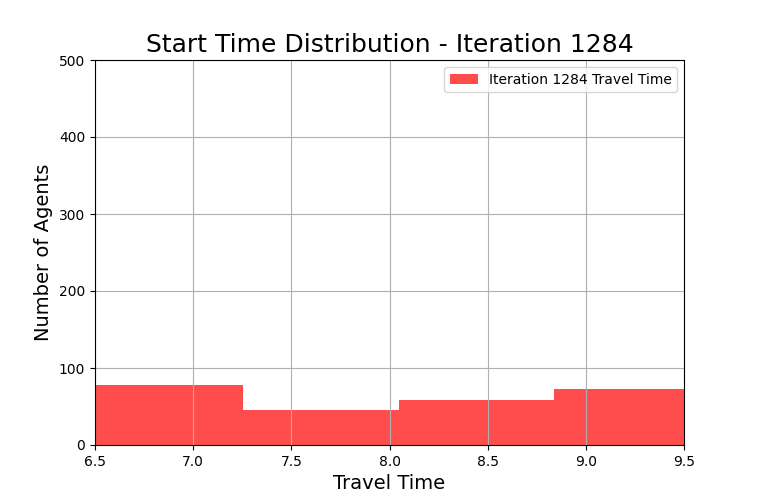 Start Time Distribution - Iteration 1284
500
400
300
200
100
0
Number of Agents
Iteration 1284 Travel Time
6.5 7.0 7.5 8.0 8.5 9.0 9.5
Travel Time